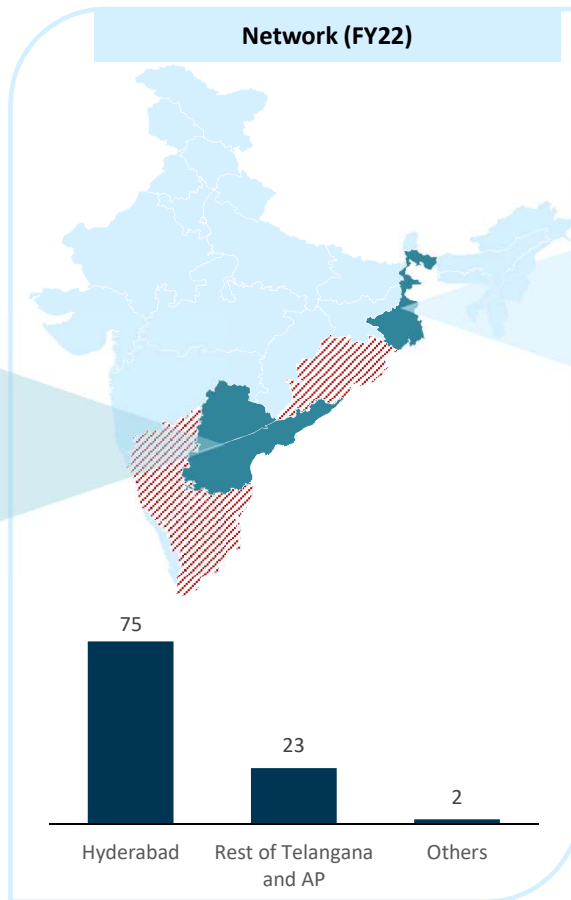 Network (FY22)
75
23
2
Hyderabad
Rest of Telangana
and AP
Others